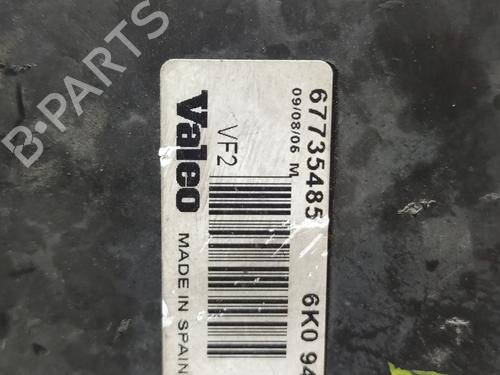 B-PARTS
67735485 6K0 94
09/08/06 M
VF2
Valeo MADE IN SPAIN